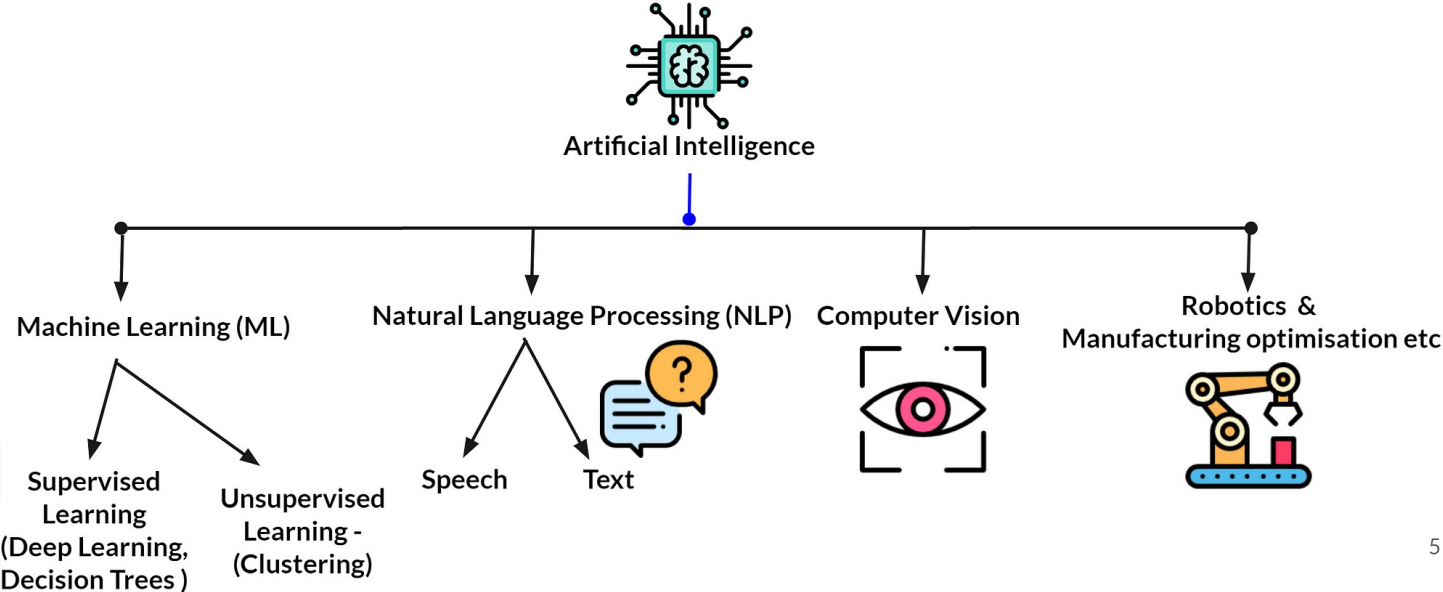 Artificial Intelligence
Machine Learning (ML)
Natural Language Processing (NLP)
Computer Vision
Robotics &
Manufacturing optimisation etc
Supervised
Learning
(Deep Learning,
Decision Trees )
Unsupervised
Learning -
(Clustering)
Speech
Text
?
5